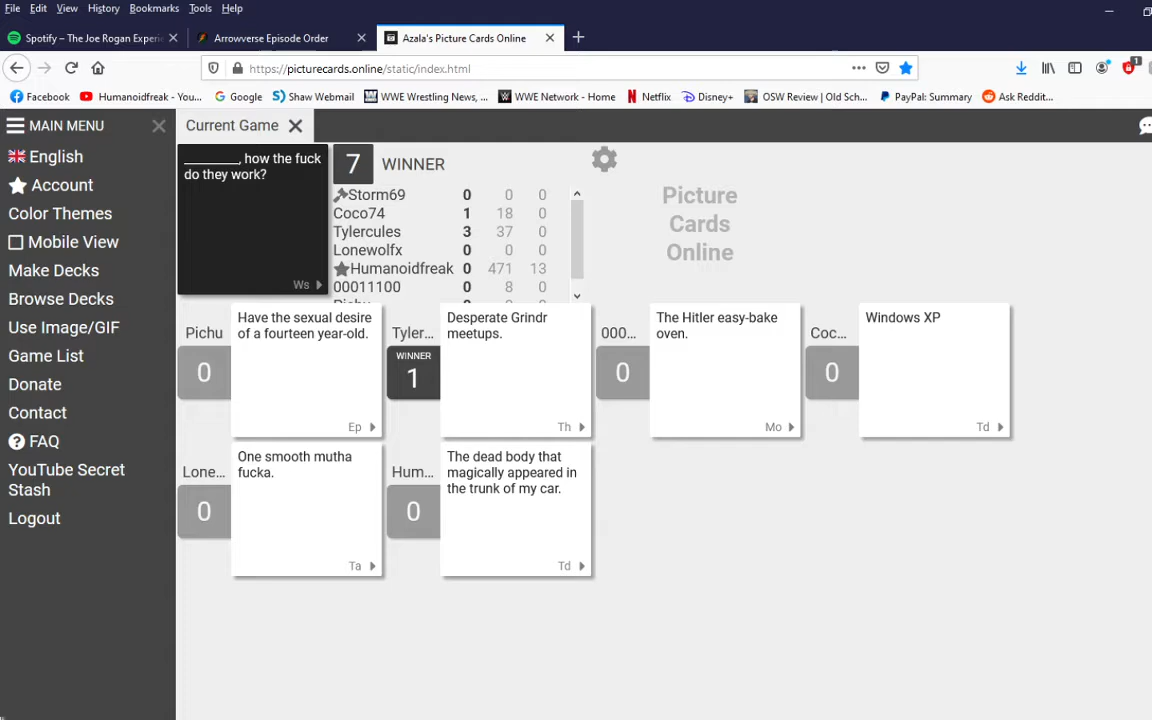 File Edit View History Bookmarks Tools Help
Spotify – The Joe Rogan Experi
Arrowverse Episode Order
Azala's Picture Cards Online
https://picturecards.online/static/index.html
Facebook
Humanoidfreak - You...
Google
Shaw Webmail
WWE Wrestling News, ...
WWE Network - Home
Netflix
Disney+
OSW Review | Old Sch...
PayPal: Summary
Ask Reddit...
1
MAIN MENU
English
Account
Color Themes
Mobile View
Make Decks
Browse Decks
Use Image/GIF
Game List
Donate
Contact
FAQ
YouTube Secret
Stash
Logout
Current Game
________, how the fuck
do they work?
Ws
7 WINNER
Storm69 0 0 0
Coco74 1 18 0
Tylercules 3 37 0
Lonewolfx 0 0 0
Humanoidfreak 0 471 13
00011100 0 8 0
Pichu
Picture
Cards
Online
Pichu
0
Have the sexual desire
of a fourteen year-old.
Ep
Tyler...
WINNER
1
Desperate Grindr
meetups.
Th
000...
0
The Hitler easy-bake
oven.
Mo
Coc...
0
Windows XP
Td
Lone...
0
One smooth mutha
fucka.
Ta
Hum...
0
The dead body that
magically appeared in
the trunk of my car.
Td